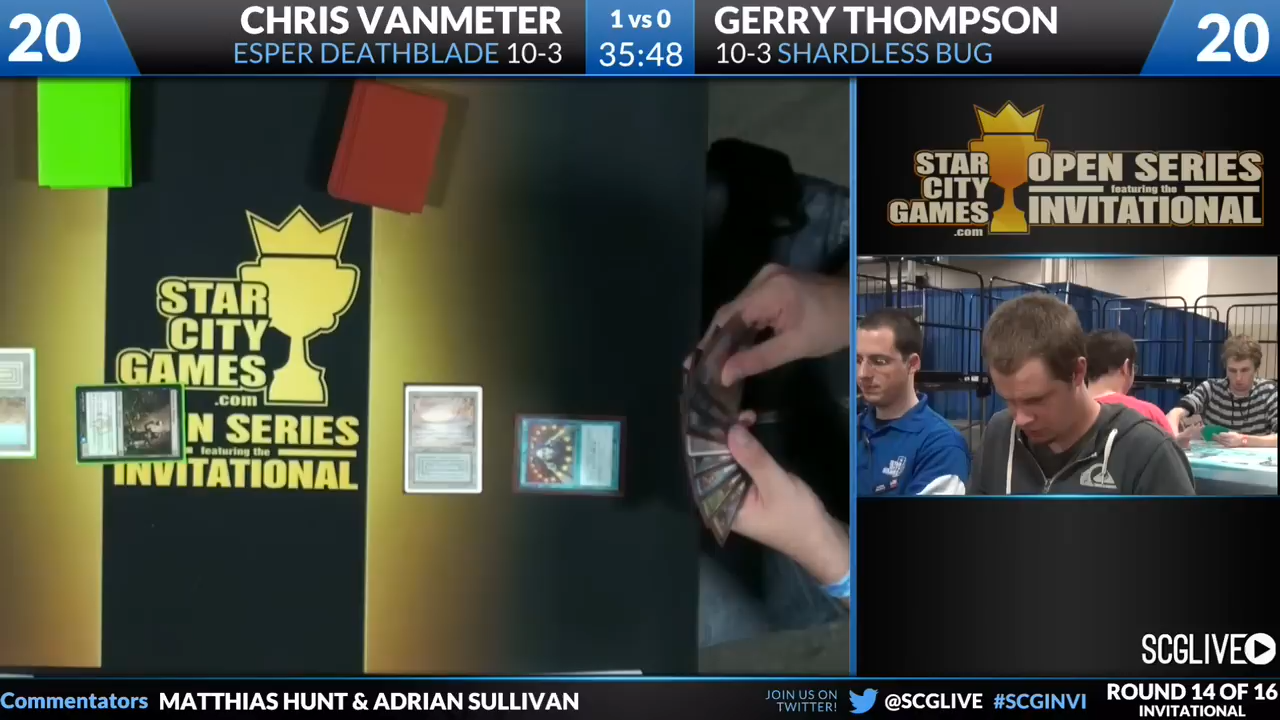 20
CHRIS VANMETER
ESPER DEATHBLADE 10-3
1 vs 0
35:48
GERRY THOMPSON
10-3 SHARDLESS BUG
20
STAR
CITY
GAMES
.com
OPEN SERIES
featuring the
INVITATIONAL
STAR
CITY
GAMES
.com
N SERIES
featuring the
INVITATIONAL
SCGLIVE
Commentators MATTHIAS HUNT & ADRIAN SULLIVAN
JOIN US ON
TWITTER!
@SCGLIVE #SCGINVI
ROUND 14 OF 16
INVITATIONAL